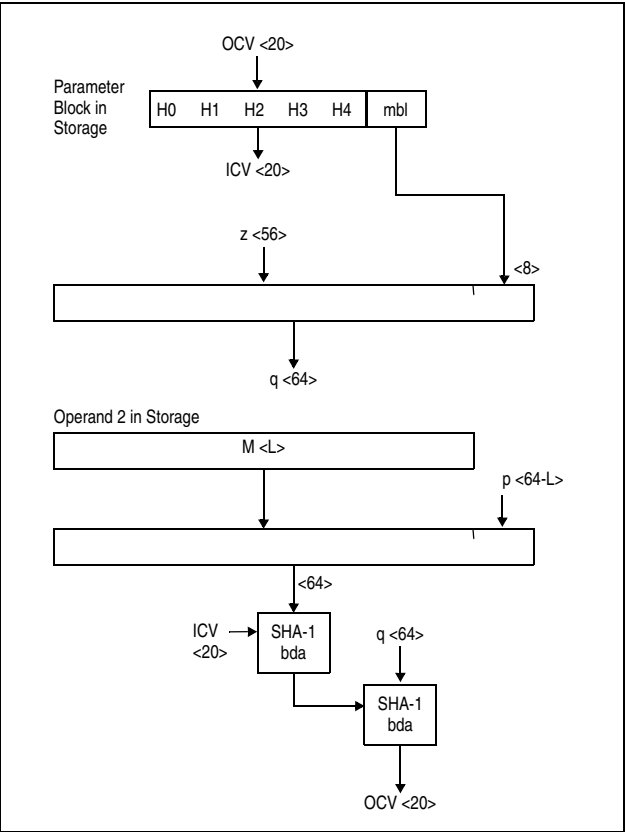 OCV <20>
Parameter
Block in
Storage
H0 H1 H2 H3 H4 mbl
ICV <20>
z <56>
<8>
q <64>
Operand 2 in Storage
M <L>
p <64-L>
<64>
ICV
<20>
SHA-1
bda
q <64>
SHA-1
bda
OCV <20>